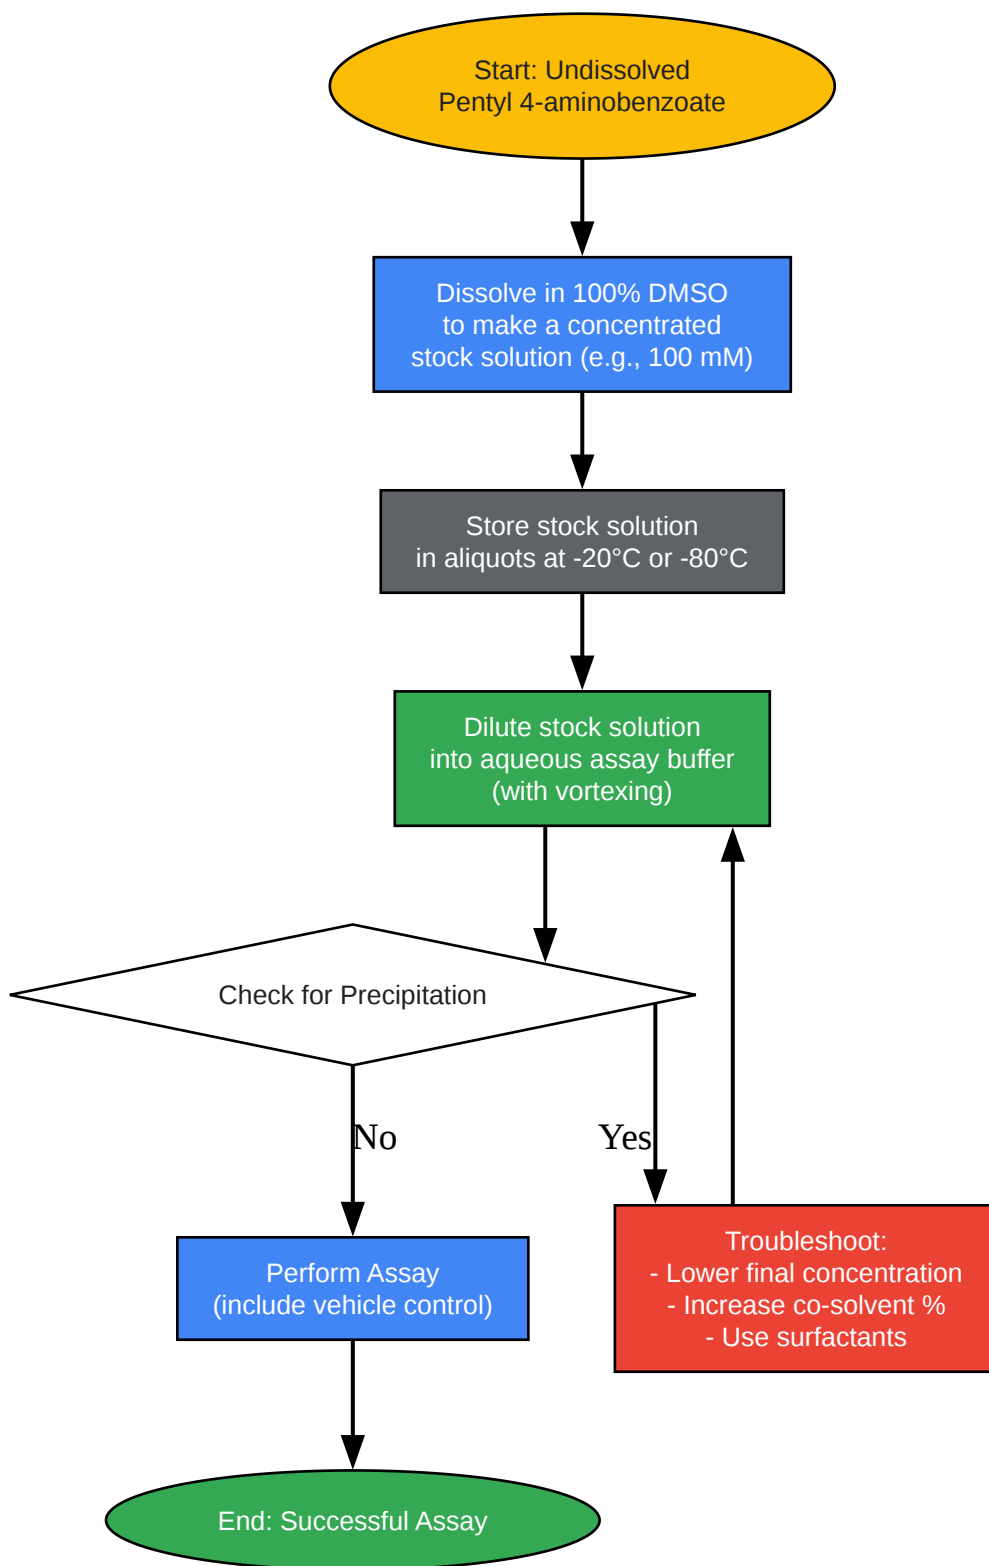 Start: Undissolved
Pentyl 4-aminobenzoate
Dissolve in 100% DMSO
to make a concentrated
stock solution (e.g., 100 mM)
Store stock solution
in aliquots at -20°C or -80°C
Dilute stock solution
into aqueous assay buffer
(with vortexing)
Check for Precipitation
No
Yes
Troubleshoot:
- Lower final concentration
- Increase co-solvent %
- Use surfactants
Perform Assay
(include vehicle control)
End: Successful Assay